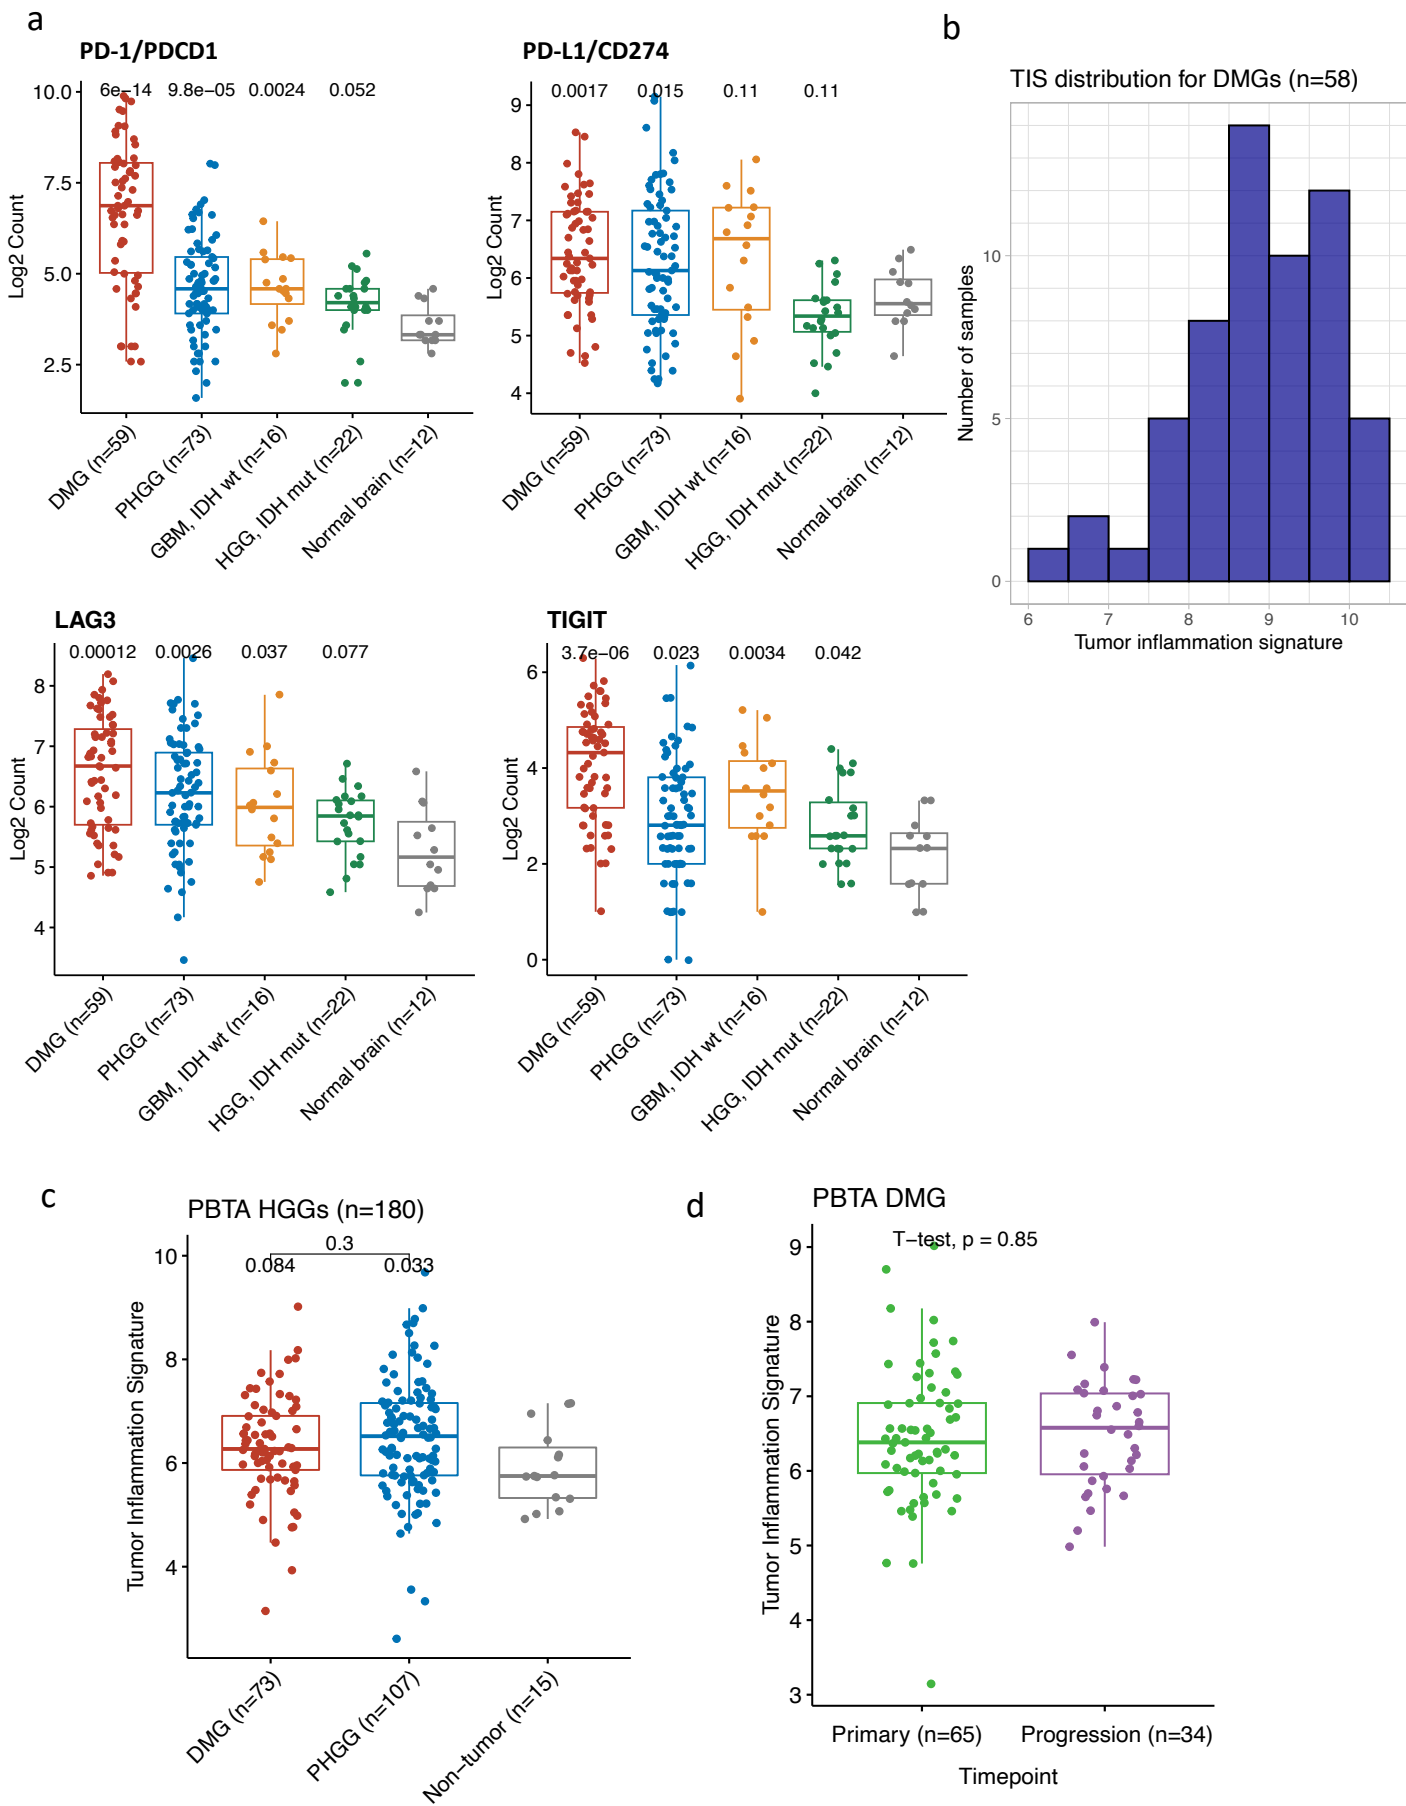 a
PD-1/PDCD1
6e−14 9.8e−05 0.0024 0.052
10.0
7.5
5.0
2.5
Log2 Count
DMG (n=59)
PHGG (n=73)
GBM, IDH wt (n=16)
HGG, IDH mut (n=22)
Normal brain (n=12)
PD-L1/CD274
0.0017 0.015 0.11 0.11
9
8
7
6
5
4
Log2 Count
DMG (n=59)
PHGG (n=73)
GBM, IDH wt (n=16)
HGG, IDH mut (n=22)
Normal brain (n=12)
b
TIS distribution for DMGs (n=58)
10
5
0
Number of samples
6 7 8 9 10
Tumor inflammation signature
LAG3
0.00012 0.0026 0.037 0.077
8
7
6
5
4
Log2 Count
DMG (n=59)
PHGG (n=73)
GBM, IDH wt (n=16)
HGG, IDH mut (n=22)
Normal brain (n=12)
TIGIT
3.7e−06 0.023 0.0034 0.042
6
4
2
0
Log2 Count
DMG (n=59)
PHGG (n=73)
GBM, IDH wt (n=16)
HGG, IDH mut (n=22)
Normal brain (n=12)
c
PBTA HGGs (n=180)
0.3
0.084 0.033
10
8
6
4
Tumor Inflammation Signature
DMG (n=73)
PHGG (n=107)
Non−tumor (n=15)
d
PBTA DMG
T−test, p = 0.85
9
8
7
6
5
4
3
Tumor Inflammation Signature
Primary (n=65) Progression (n=34)
Timepoint